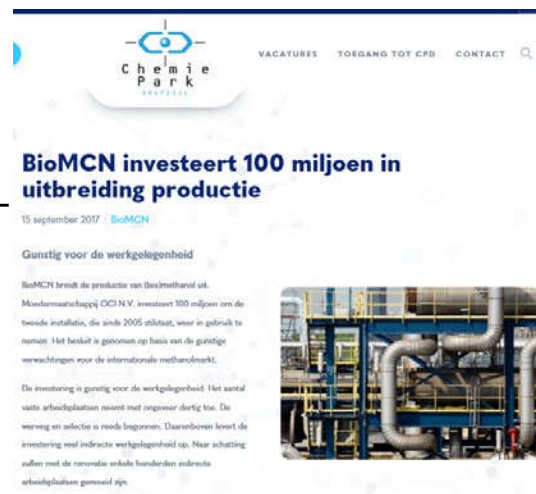 VACATURES TOEGANG TOT CPD CONTACT
Chemie
Park
BioMCN investeert 100 miljoen in
uitbreiding productie
15 september 2017 BioMCN
Gunstig voor de werkgelegenheid
BioMCN breidt de productie van (bio)methanol uit.
Moedermaatschappij OCI N.V. investeert 100 miljoen om de
tweede installatie, die sinds 2005 stilstaat, weer in gebruik te
nemen. Het besluit is genomen op basis van de gunstige
verwachtingen voor de internationale methanolmarkt.
De investering is gunstig voor de werkgelegenheid. Het aantal
vaste arbeidsplaatsen neemt met ongeveer dertig toe. De
werving en selectie is reeds begonnen. Daarenboven levert de
investering veel indirecte werkgelegenheid op. Naar schatting
zullen met de renovatie enkele honderden indirecte
arbeidsplaatsen gemoeid zijn.